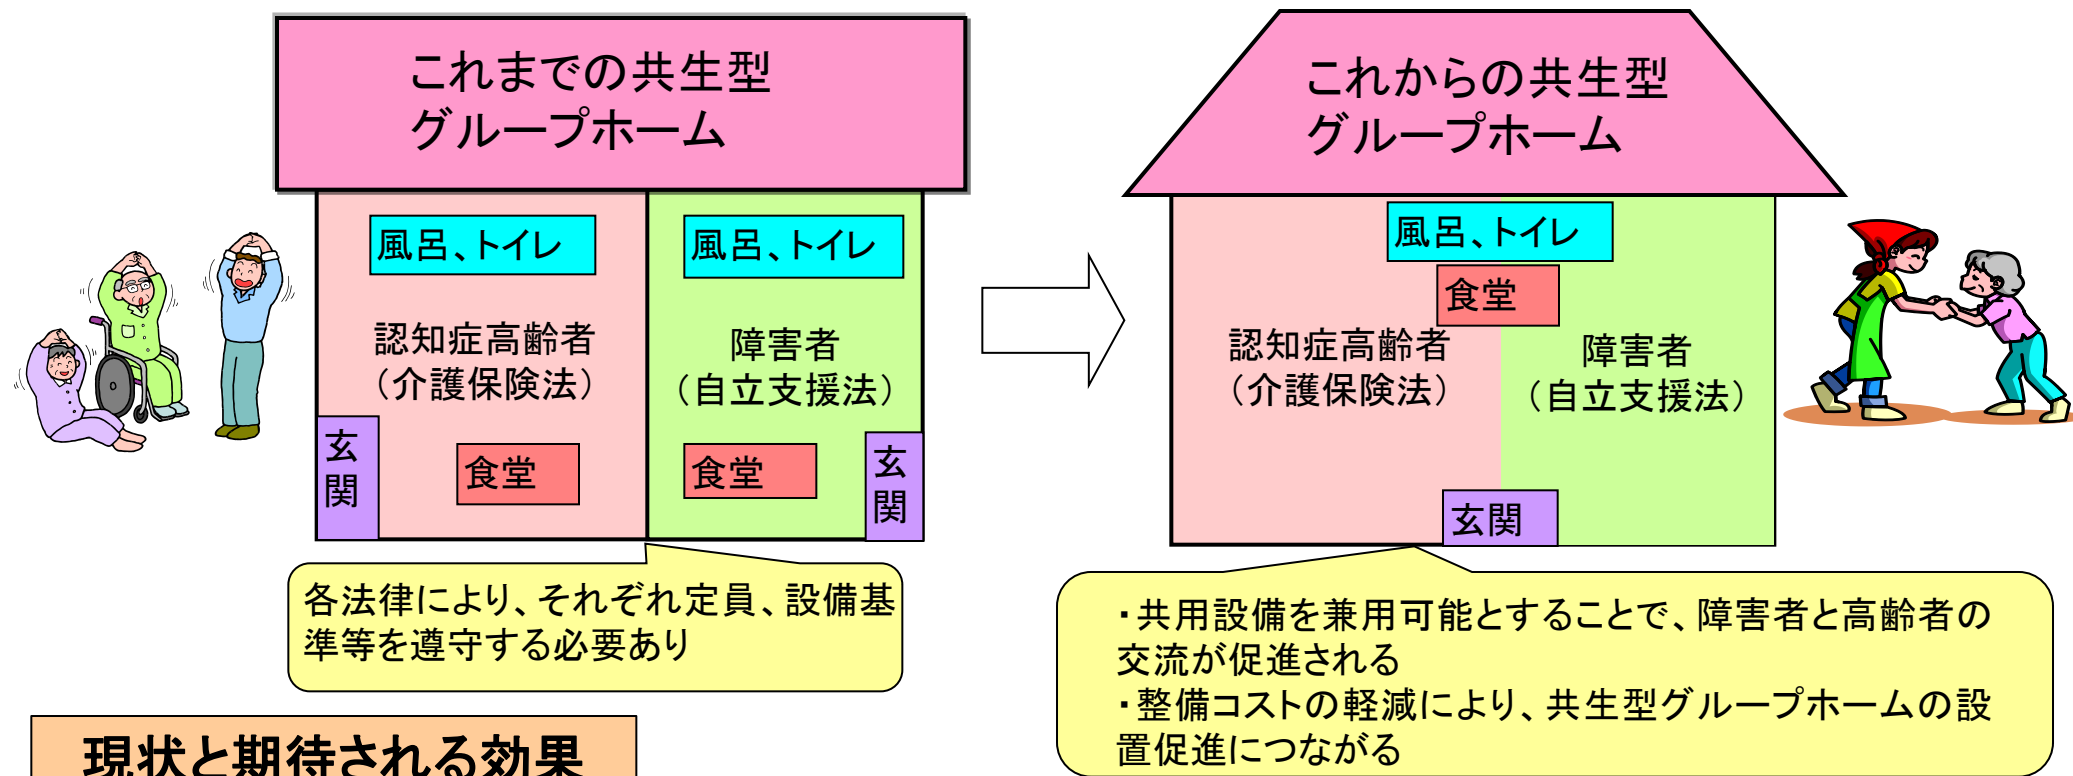 これまでの共生型
グループホーム
風呂、トイレ
風呂、トイレ
認知症高齢者
（介護保険法）
障害者
（自立支援法）
玄関
食堂
食堂
玄関
各法律により、それぞれ定員、設備基
準等を遵守する必要あり
これからの共生型
グループホーム
風呂、トイレ
食堂
認知症高齢者
（介護保険法）
障害者
（自立支援法）
玄関
・共用設備を兼用可能とすることで、障害者と高齢者の
交流が促進される
・整備コストの軽減により、共生型グループホームの設
置促進につながる
現状と期待される効果